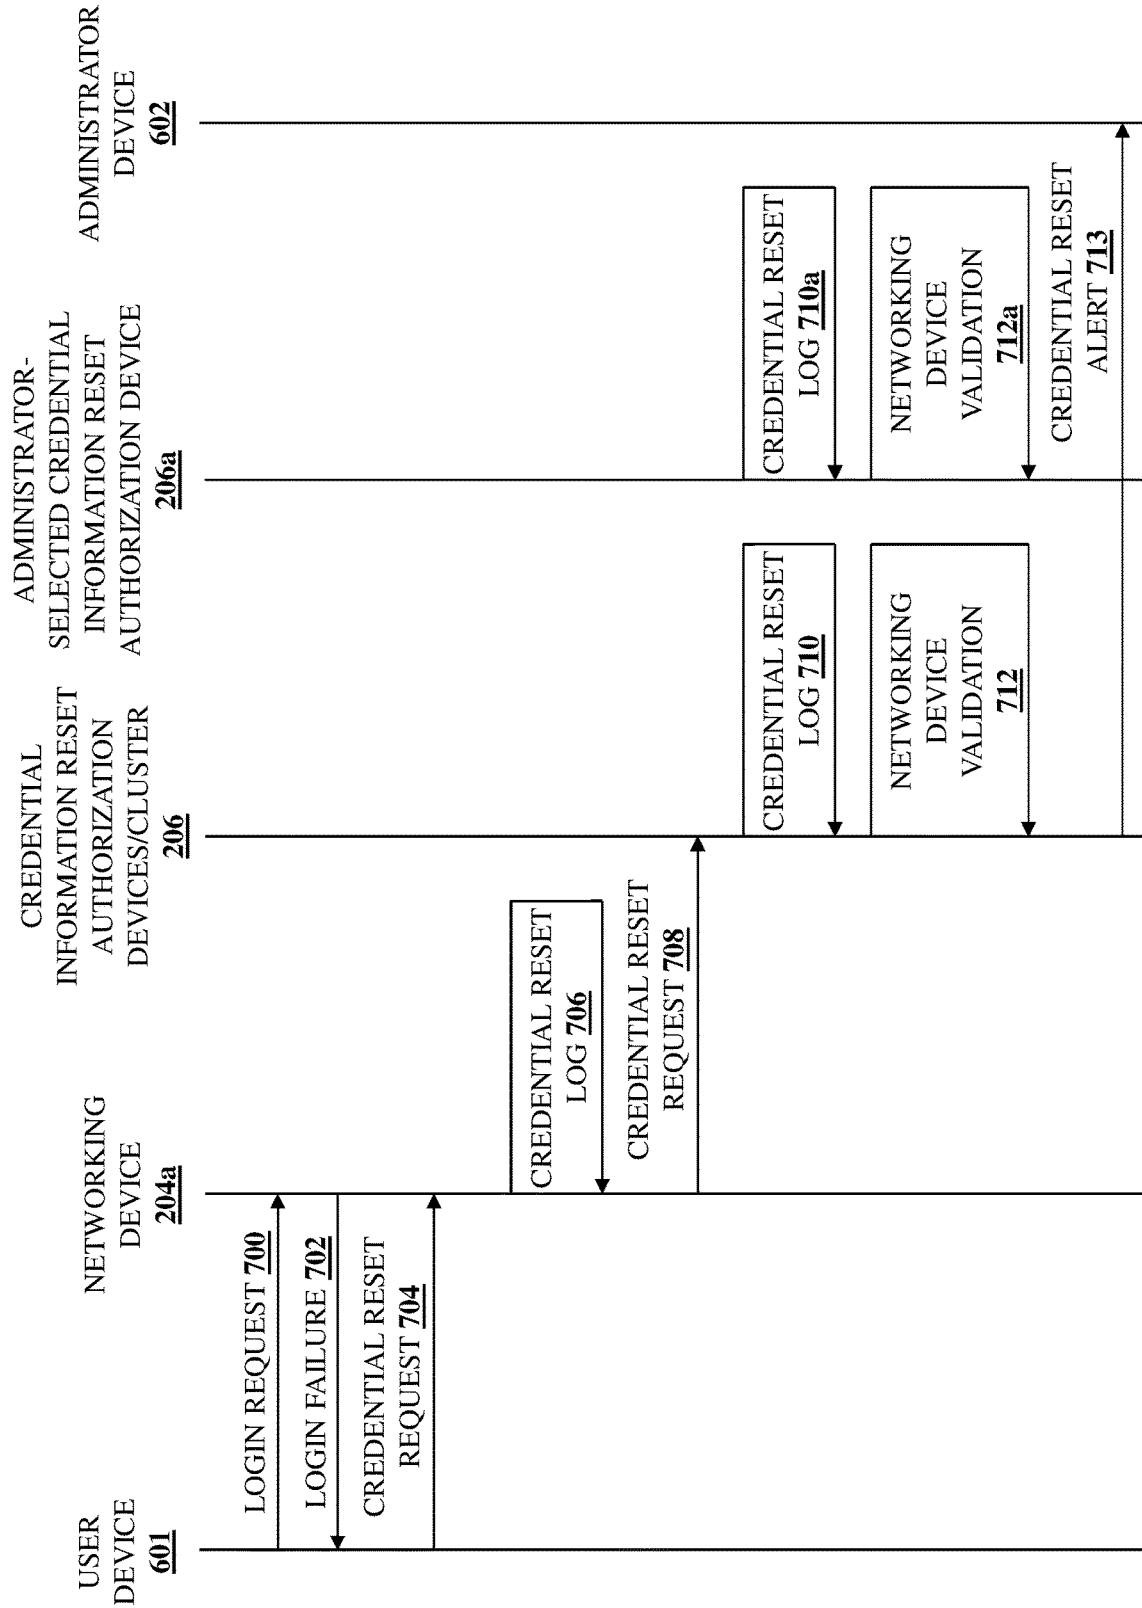 USER
DEVICE
601
NETWORKING
DEVICE
204a
CREDENTIAL
INFORMATION RESET
AUTHORIZATION
DEVICES/CLUSTER
206
ADMINISTRATOR-
SELECTED CREDENTIAL
INFORMATION RESET
AUTHORIZATION DEVICE
206a
ADMINISTRATOR
DEVICE
602
LOGIN REQUEST 700
LOGIN FAILURE 702
CREDENTIAL RESET
REQUEST 704
CREDENTIAL RESET
LOG 706
CREDENTIAL RESET
REQUEST 708
CREDENTIAL RESET
LOG 710
CREDENTIAL RESET
LOG 710a
NETWORKING
DEVICE
VALIDATION
712
NETWORKING
DEVICE
VALIDATION
712a
CREDENTIAL RESET
ALERT 713